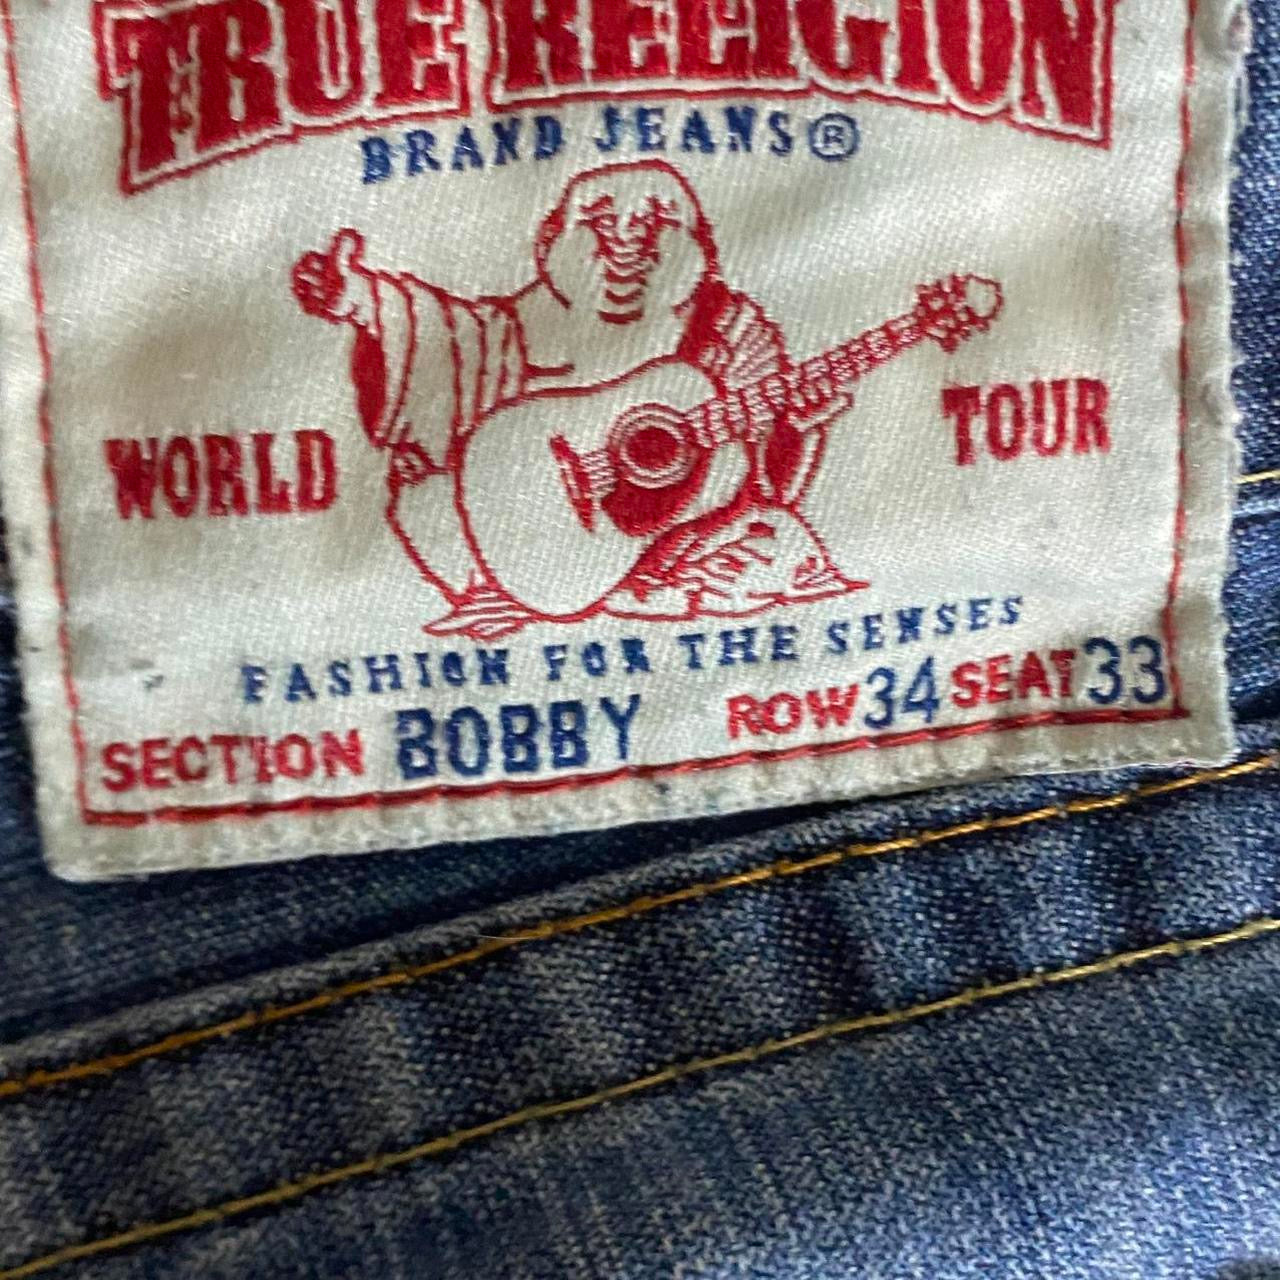 TRUE RELIGION
BRAND JEANS®
WORLD TOUR
FASHION FOR THE SENSES
SECTION BOBBY ROW 34 SEAT 33